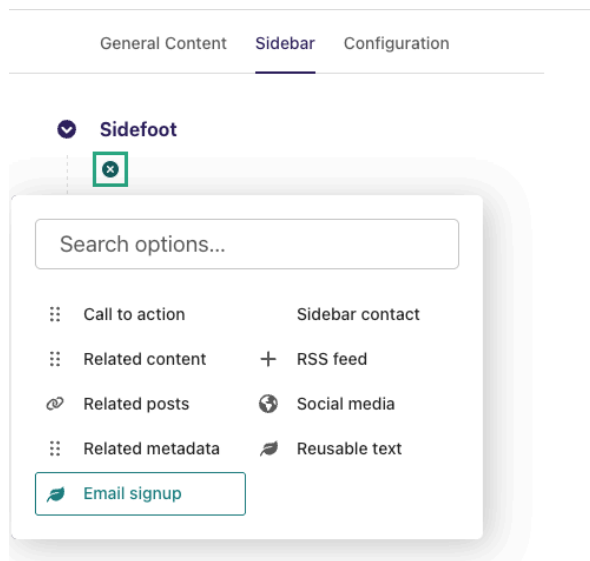 General Content Sidebar Configuration
Sidefoot
Search options...
Call to action Sidebar contact
Related content RSS feed
Related posts Social media
Related metadata Reusable text
Email signup